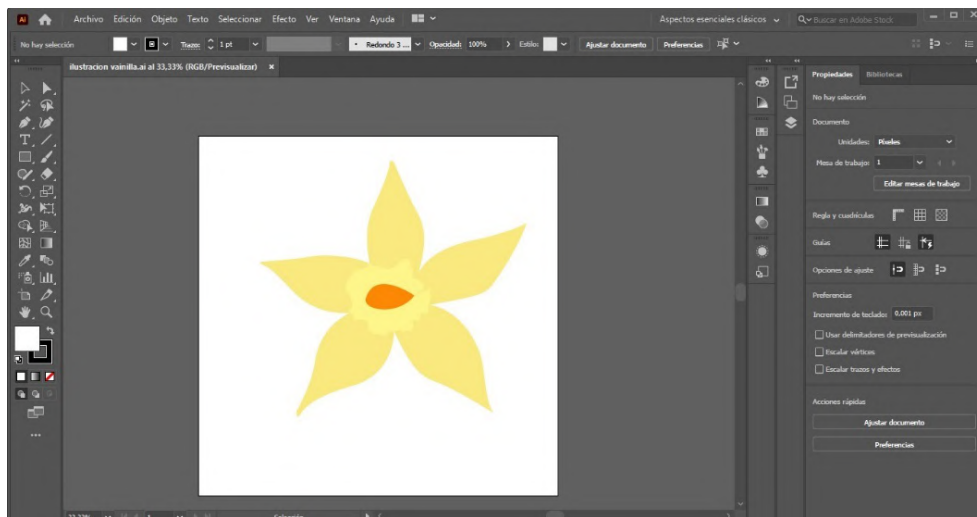 Ai Archivo Edición Objeto Texto Seleccionar Efecto Ver Ventana Ayuda Aspectos esenciales clásicos Buscar en Adobe Stock
No hay selección Trazo: 1 pt Redondo 3 ... Opacidad: 100% Estilo: Ajustar documento Preferencias
ilustracion vainilla.ai al 33,33% (RGB/Previsualizar) ×
Propiedades Bibliotecas
No hay selección
Documento
Unidades: Píxeles
Mesa de trabajo: 1
Editar mesas de trabajo
Regla y cuadrículas
Guías
Opciones de ajuste
Preferencias
Incremento de teclado: 0,001 px
Usar delimitadores de previsualización
Escalar vértices
Escalar trazos y efectos
Acciones rápidas
Ajustar documento
Preferencias
33,33% Selección